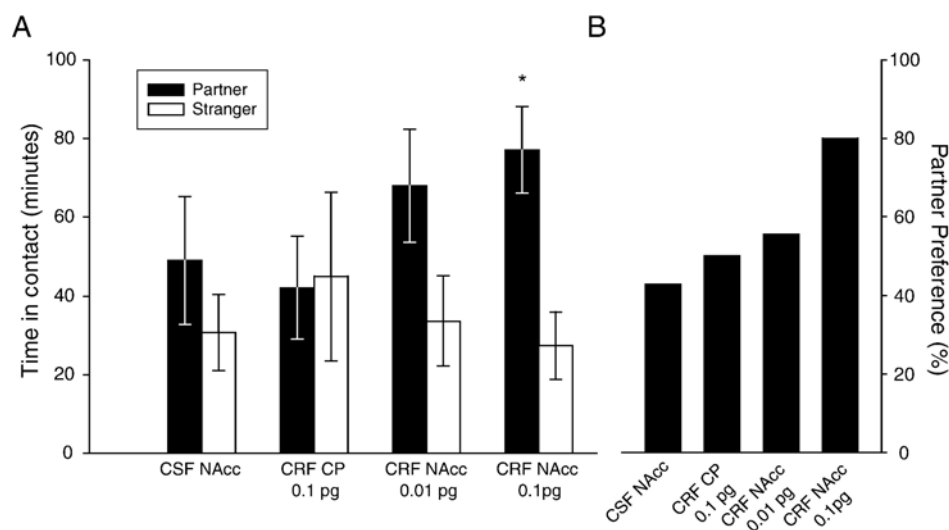 A
Time in contact (minutes)
100
80
60
40
20
0
Partner
Stranger
*
CSF NAcc
CRF CP
0.1 pg
CRF NAcc
0.01 pg
CRF NAcc
0.1pg
B
100
80
60
40
20
0
Partner Preference (%)
CSF NAcc
CRF CP
0.1 pg
CRF NAcc
0.01 pg
CRF NAcc
0.1pg